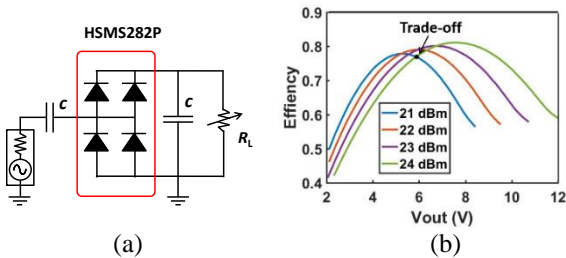 HSMS282P
C
C
RL
(a)
Trade-off
Effiency
0.9
0.8
0.7
0.6
0.5
0.4
21 dBm
22 dBm
23 dBm
24 dBm
2 4 6 8 10 12
Vout (V)
(b)